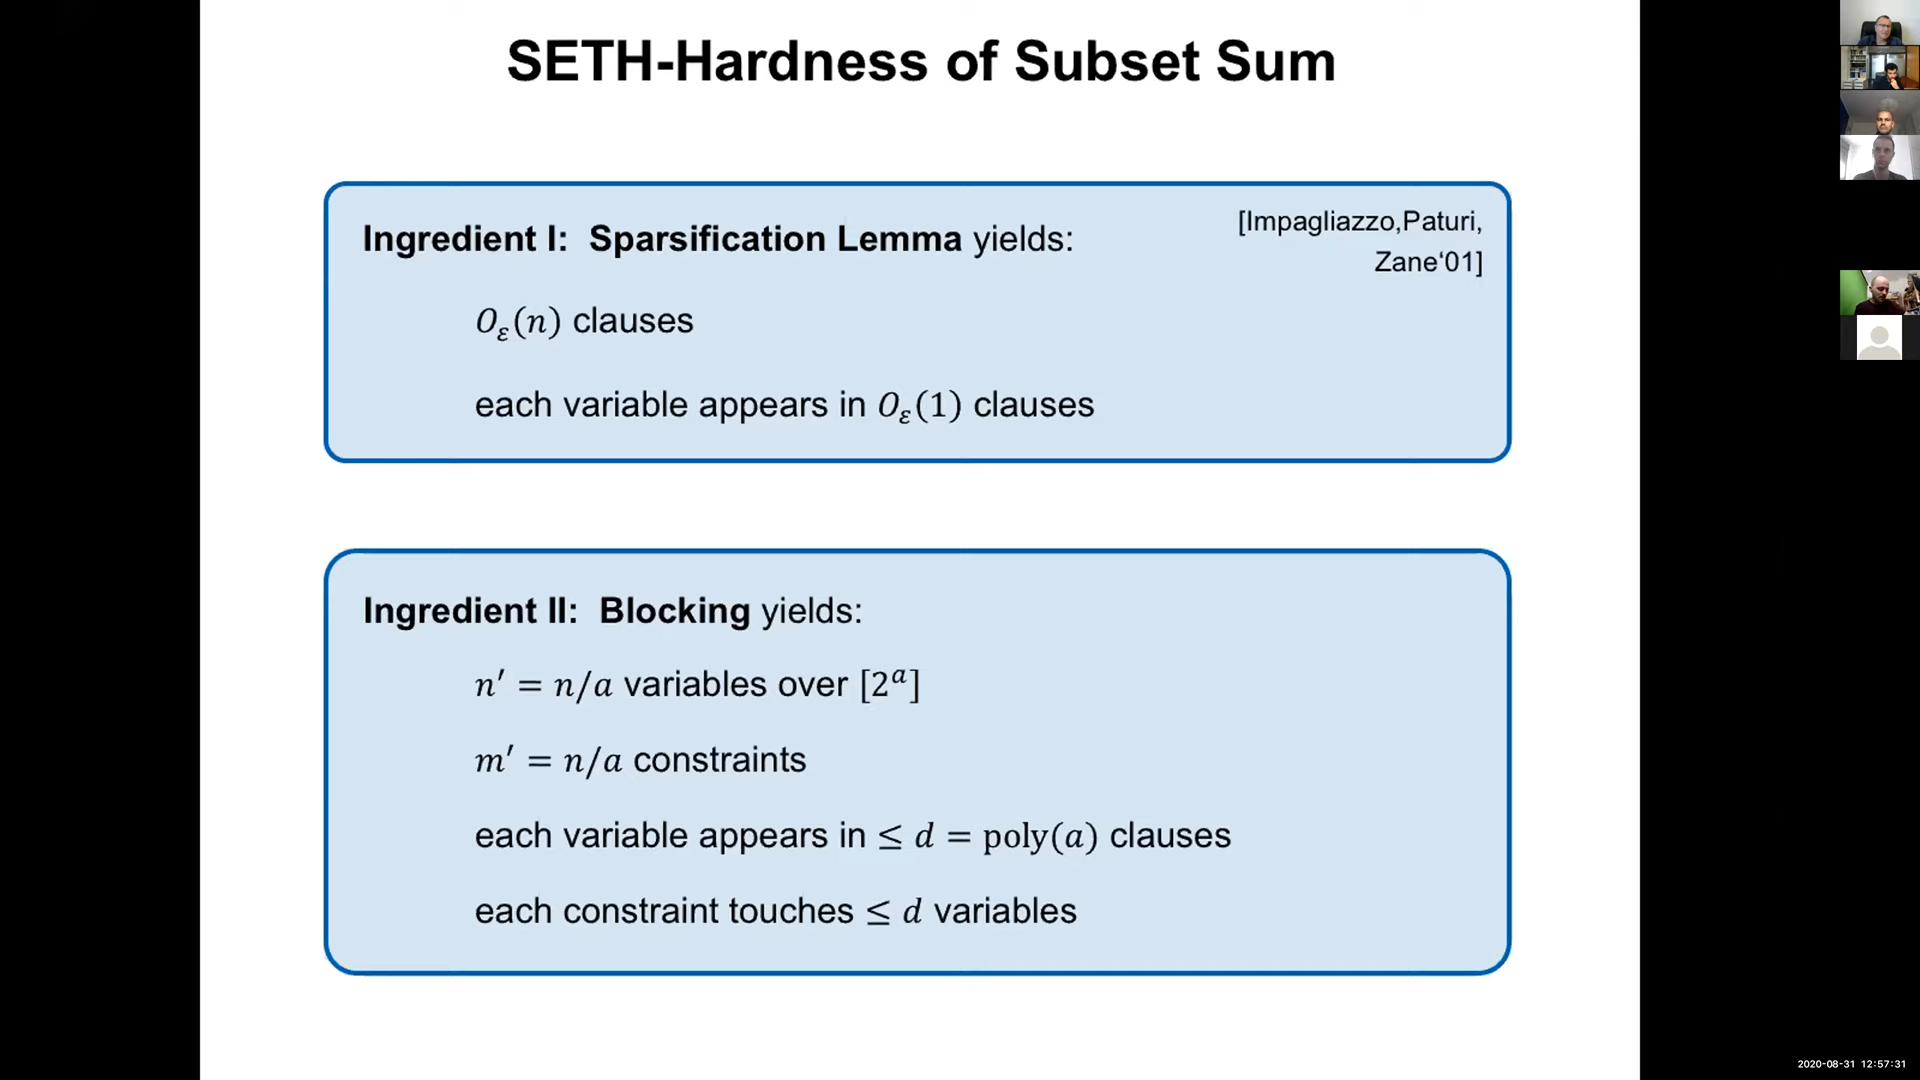 SETH-Hardness of Subset Sum
Ingredient I: Sparsification Lemma yields:
[Impagliazzo,Paturi,
Zane‘01]
𝑂_𝜀(𝑛) clauses
each variable appears in 𝑂_𝜀(1) clauses
Ingredient II: Blocking yields:
𝑛′ = 𝑛/𝑎 variables over [2^𝑎]
𝑚′ = 𝑛/𝑎 constraints
each variable appears in ≤ 𝑑 = poly(𝑎) clauses
each constraint touches ≤ 𝑑 variables
2020-08-31 12:57:31